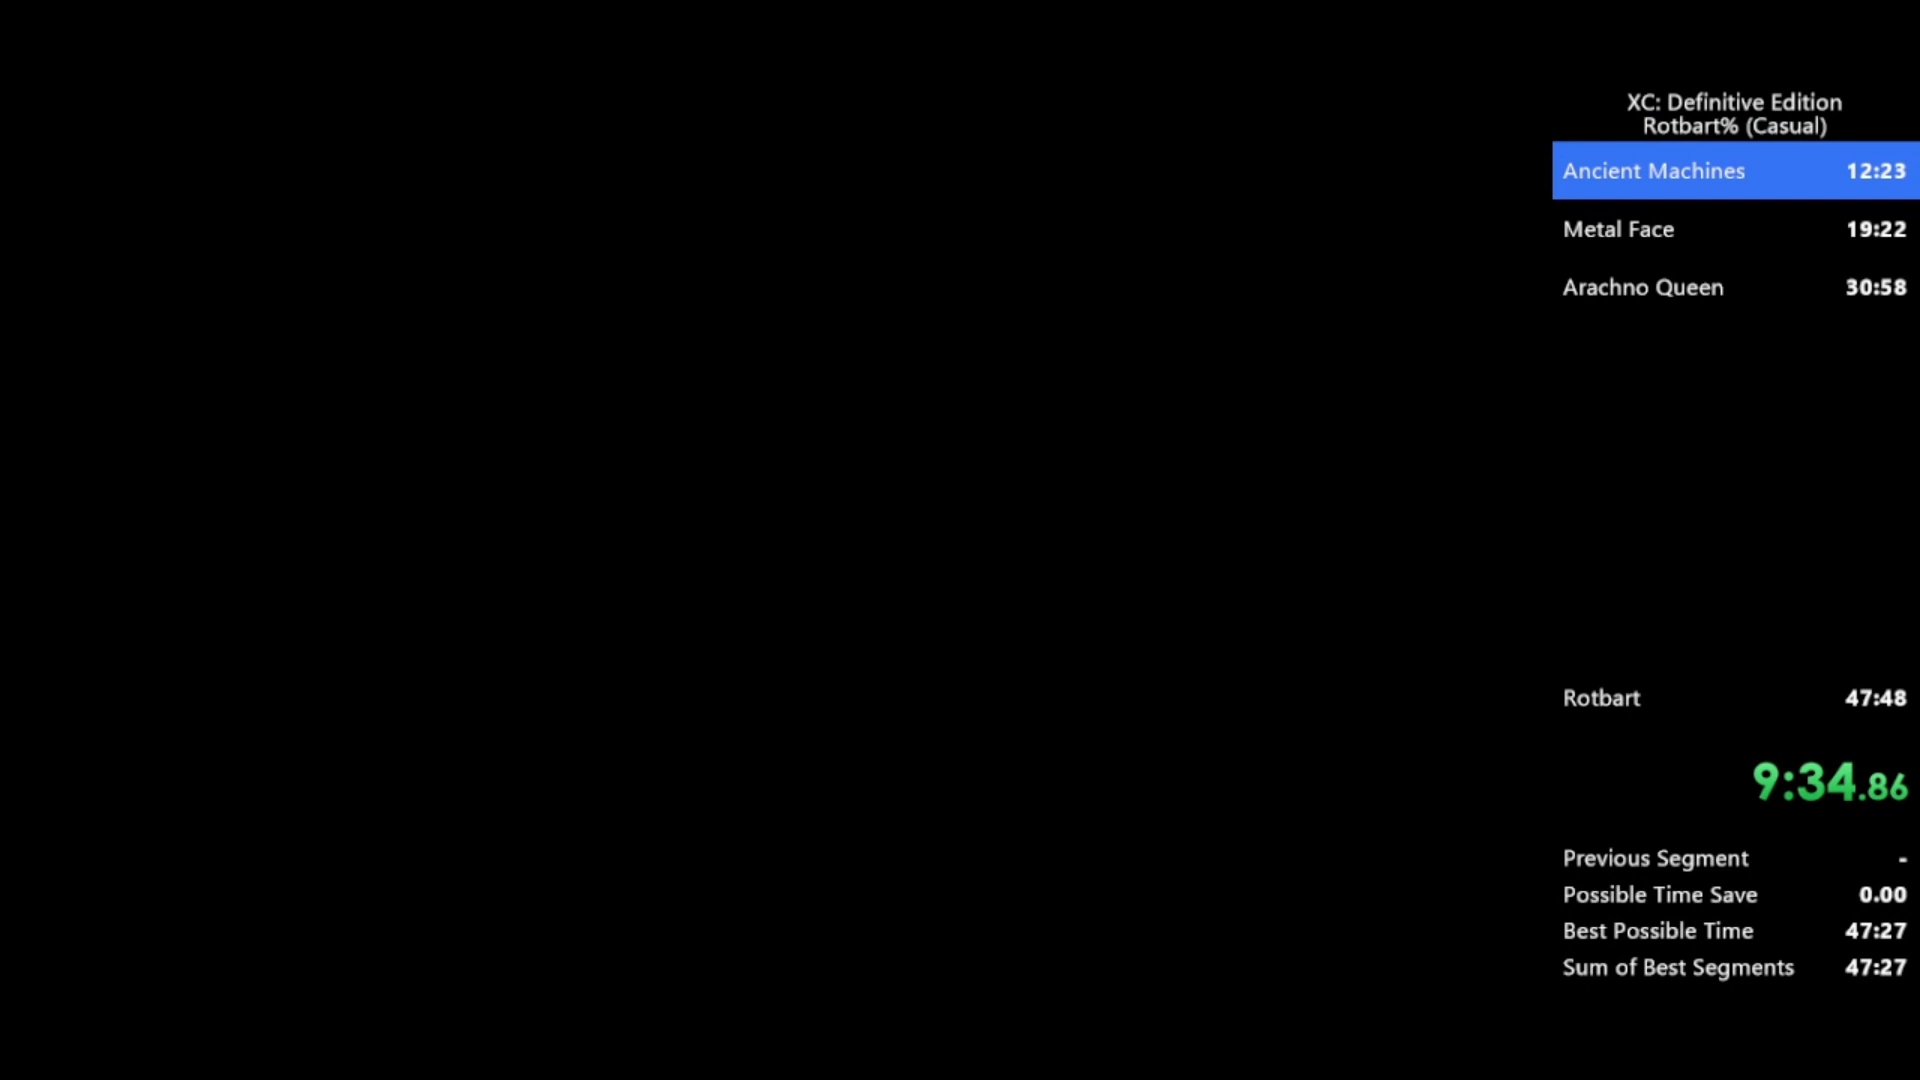 XC: Definitive Edition
Rotbart% (Casual)
Ancient Machines 12:23
Metal Face 19:22
Arachno Queen 30:58
Rotbart 47:48
9:34.86
Previous Segment -
Possible Time Save 0.00
Best Possible Time 47:27
Sum of Best Segments 47:27